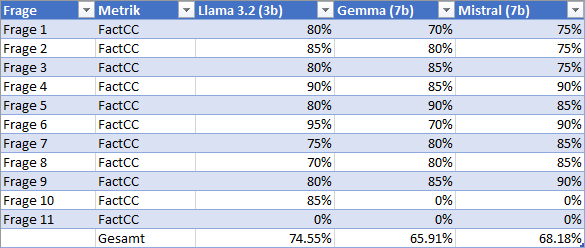 Frage Metrik Llama 3.2 (3b) Gemma (7b) Mistral (7b)
Frage 1 FactCC 80% 70% 75%
Frage 2 FactCC 85% 80% 75%
Frage 3 FactCC 80% 85% 75%
Frage 4 FactCC 90% 85% 90%
Frage 5 FactCC 80% 90% 85%
Frage 6 FactCC 95% 70% 90%
Frage 7 FactCC 75% 80% 85%
Frage 8 FactCC 70% 80% 85%
Frage 9 FactCC 80% 85% 90%
Frage 10 FactCC 85% 0% 0%
Frage 11 FactCC 0% 0% 0%
Gesamt 74.55% 65.91% 68.18%